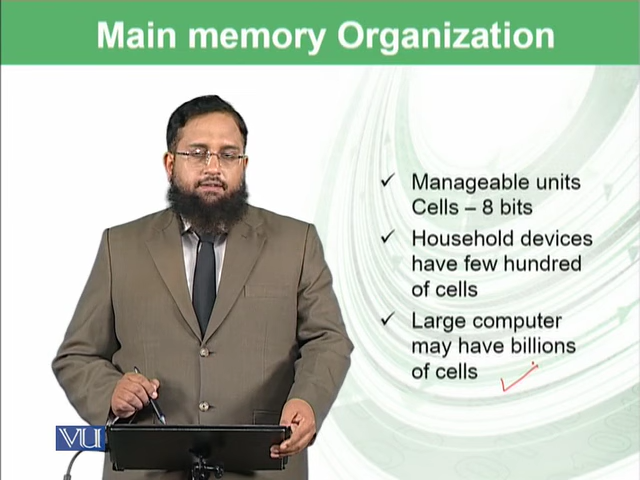 Main memory Organization
✓ Manageable units
Cells – 8 bits
✓ Household devices
have few hundred
of cells
✓ Large computer
may have billions
of cells
VU